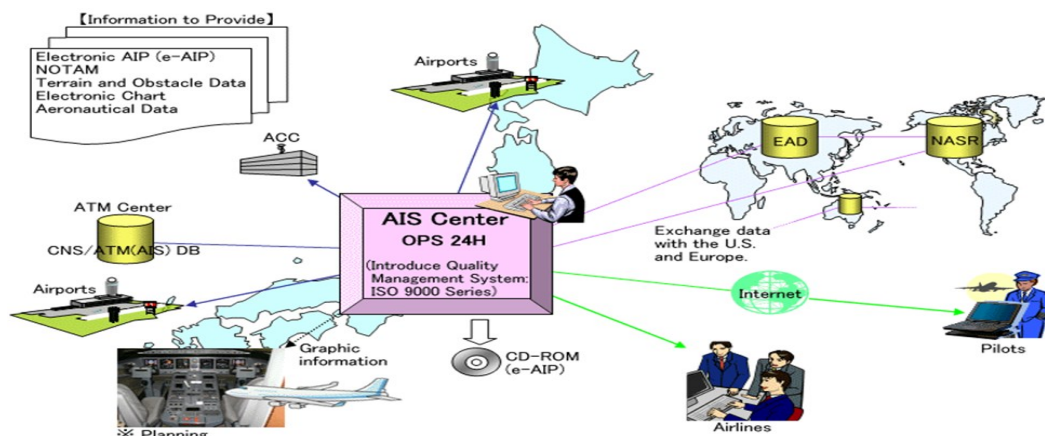 【Information to Provide】
Electronic AIP (e-AIP)
NOTAM
Terrain and Obstacle Data
Electronic Chart
Aeronautical Data
Airports
ACC
EAD
NASR
ATM Center
CNS/ATM(AIS) DB
AIS Center
OPS 24H
(Introduce Quality
Management System:
ISO 9000 Series)
Exchange data
with the U.S.
and Europe.
Airports
Internet
Pilots
Graphic
information
CD-ROM
(e-AIP)
Airlines
※ Planning